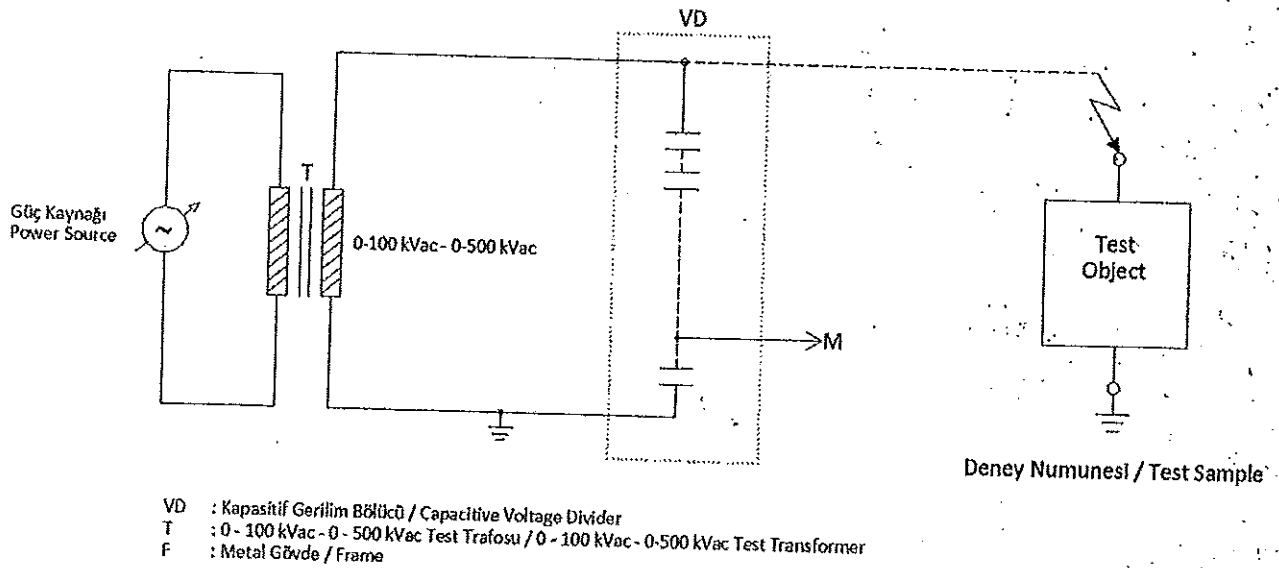 VD
T
Güç Kaynağı
Power Source
~
0-100 kVac - 0-500 kVac
M
Test
Object
Deney Numunesi / Test Sample
VD : Kapasitif Gerilim Bölücü / Capacitive Voltage Divider
T : 0 - 100 kVac - 0 - 500 kVac Test Trafosu / 0 - 100 kVac - 0-500 kVac Test Transformer
F : Metal Gövde / Frame